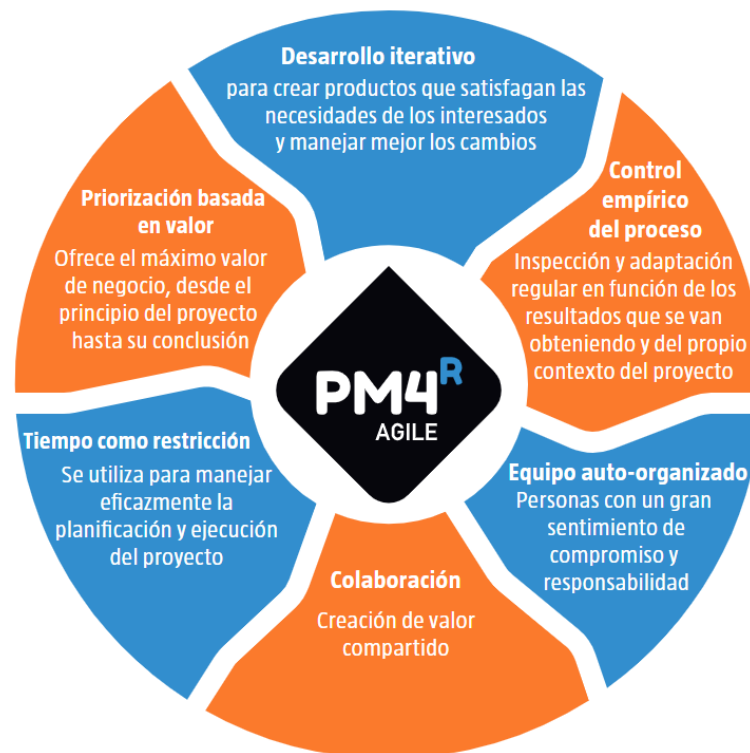 Desarrollo iterativo
para crear productos que satisfagan las
necesidades de los interesados
y manejar mejor los cambios
Control
empírico
del proceso
Inspección y adaptación
regular en función de los
resultados que se van
obteniendo y del propio
contexto del proyecto
Equipo auto-organizado
Personas con un gran
sentimiento de
compromiso y
responsabilidad
Colaboración
Creación de valor
compartido
Tiempo como restricción
Se utiliza para manejar
eficazmente la
planificación y ejecución
del proyecto
Priorización basada
en valor
Ofrece el máximo valor
de negocio, desde el
principio del proyecto
hasta su conclusión
PM4R
AGILE